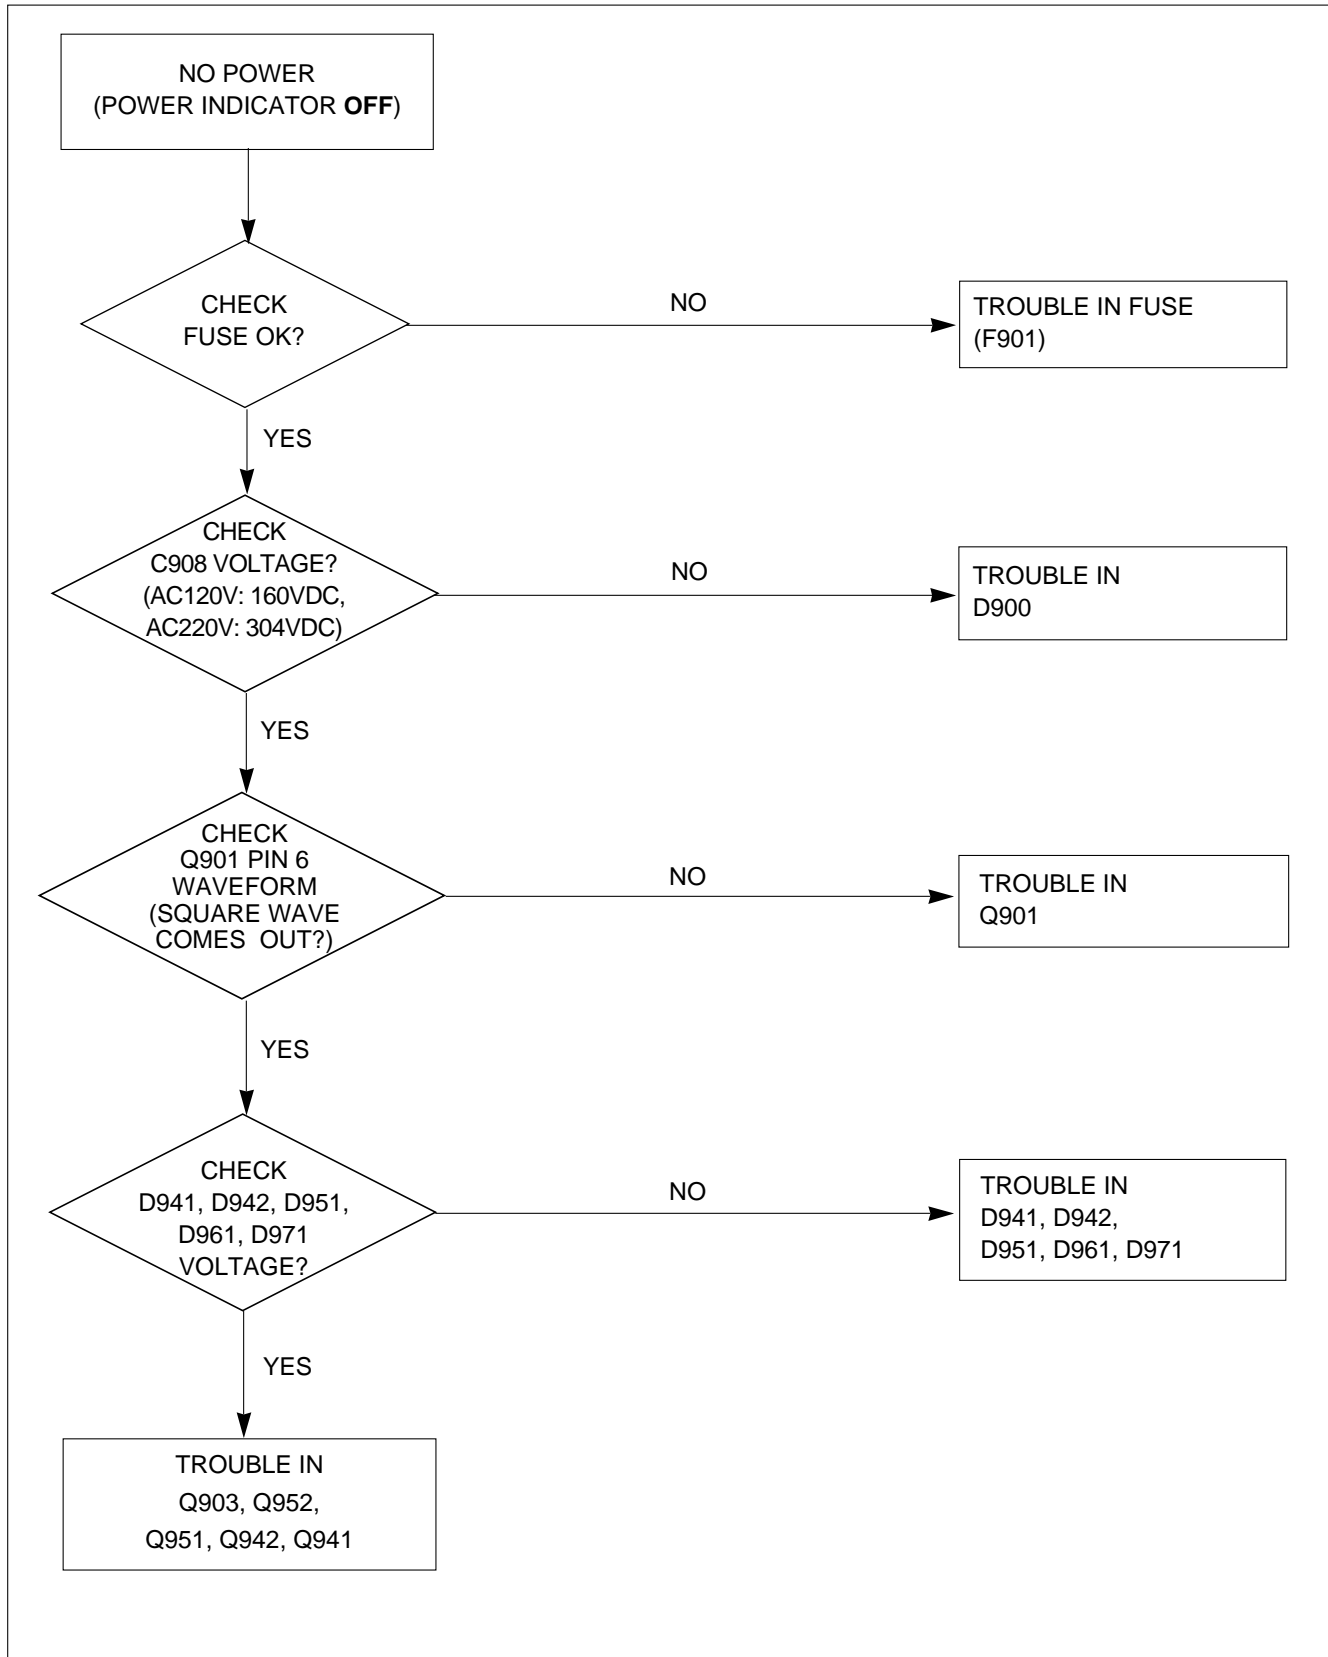 NO POWER
(POWER INDICATOR OFF)
CHECK
FUSE OK?
NO
TROUBLE IN FUSE
(F901)
YES
CHECK
C908 VOLTAGE?
(AC120V: 160VDC,
AC220V: 304VDC)
NO
TROUBLE IN
D900
YES
CHECK
Q901 PIN 6
WAVEFORM
(SQUARE WAVE
COMES OUT?)
NO
TROUBLE IN
Q901
YES
CHECK
D941, D942, D951,
D961, D971
VOLTAGE?
NO
TROUBLE IN
D941, D942,
D951, D961, D971
YES
TROUBLE IN
Q903, Q952,
Q951, Q942, Q941